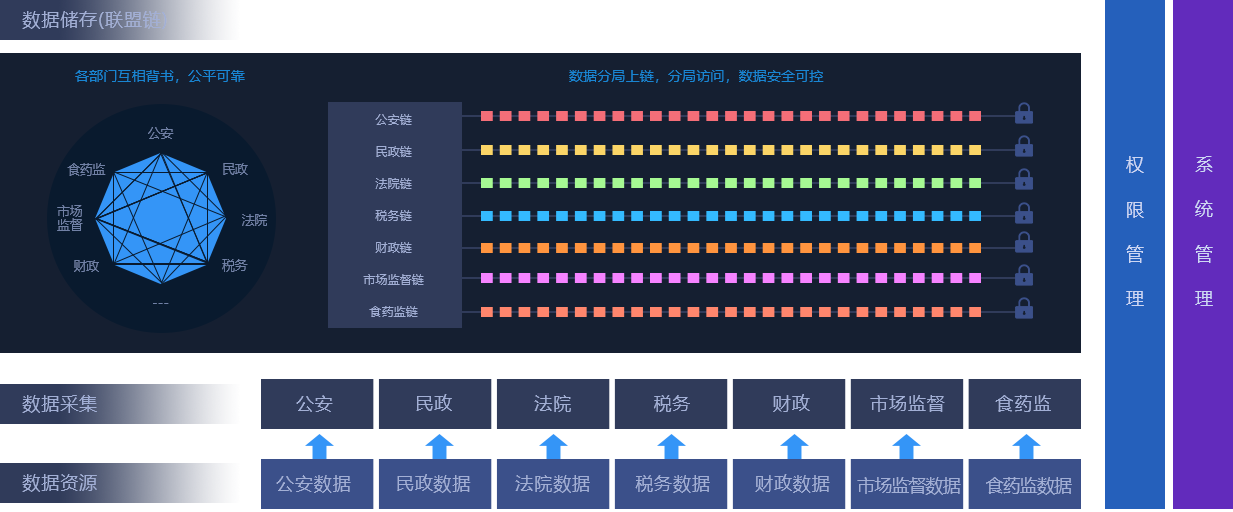 数据储存(联盟链
各部门互相背书，公平可靠
数据分局上链，分局访问，数据安全可控
公安
民政
法院
税务
---
财政
市场
监督
食药监
公安链
民政链
法院链
税务链
财政链
市场监督链
食药监链
数据采集
公安
民政
法院
税务
财政
市场监督
食药监
数据资源
公安数据
民政数据
法院数据
税务数据
财政数据
市场监督数据
食药监数据
权
限
管
理
系
统
管
理